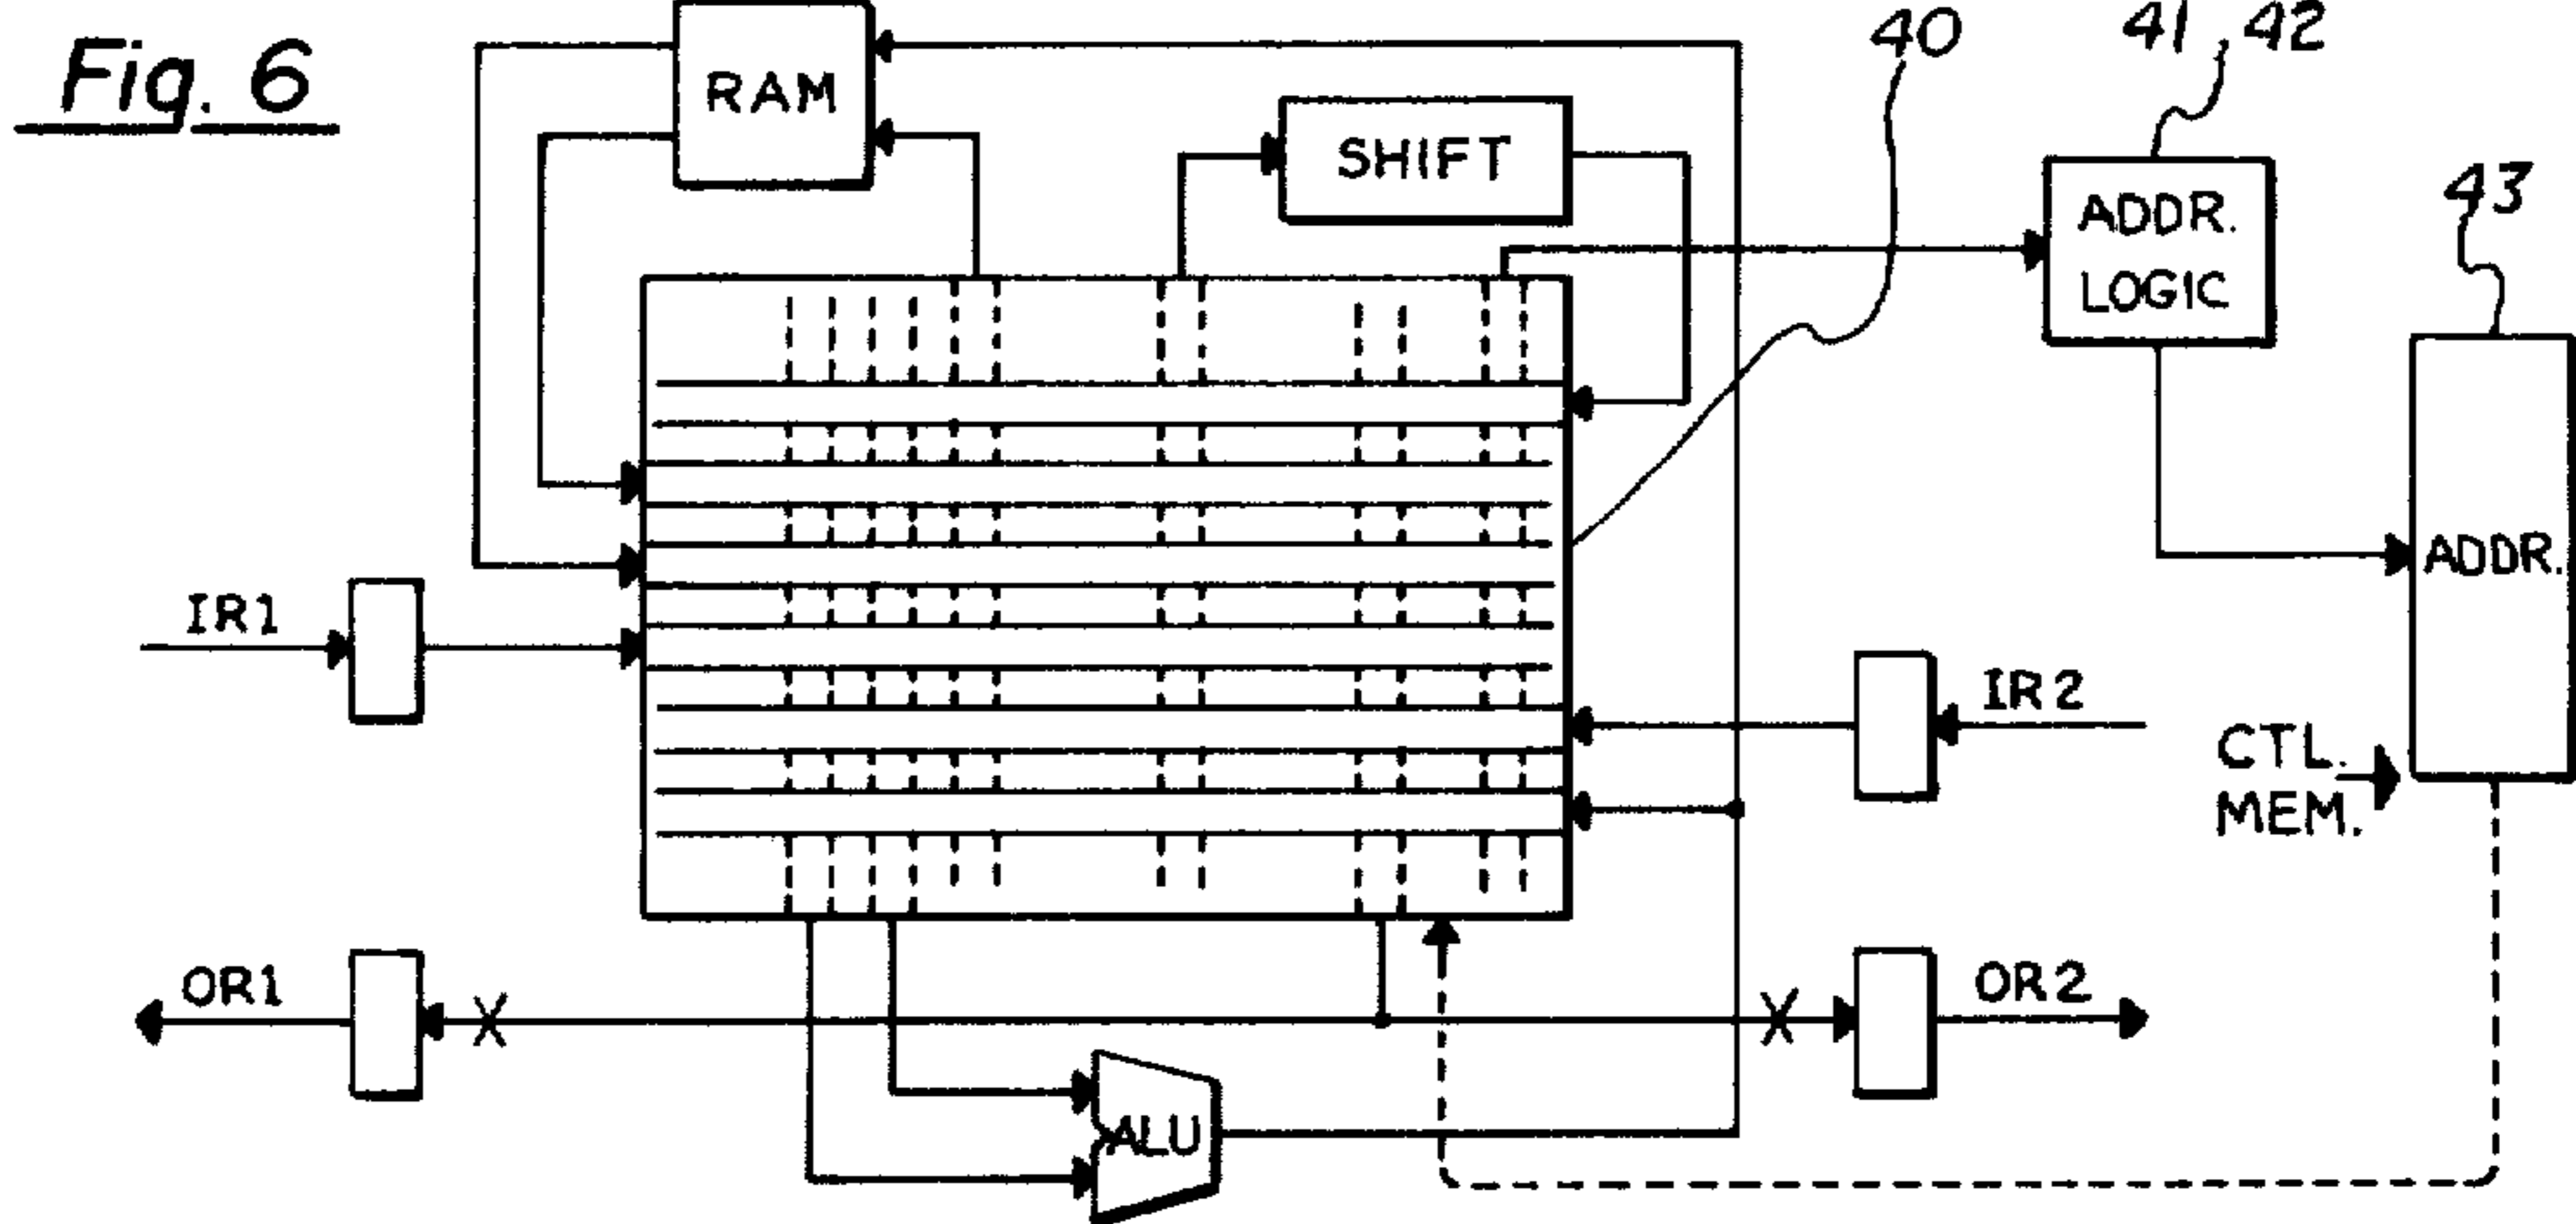 Fig. 6
RAM
SHIFT
40
41, 42
ADDR.
LOGIC
43
ADDR.
IR1
IR2
CTL.
MEM.
OR1
OR2
ALU